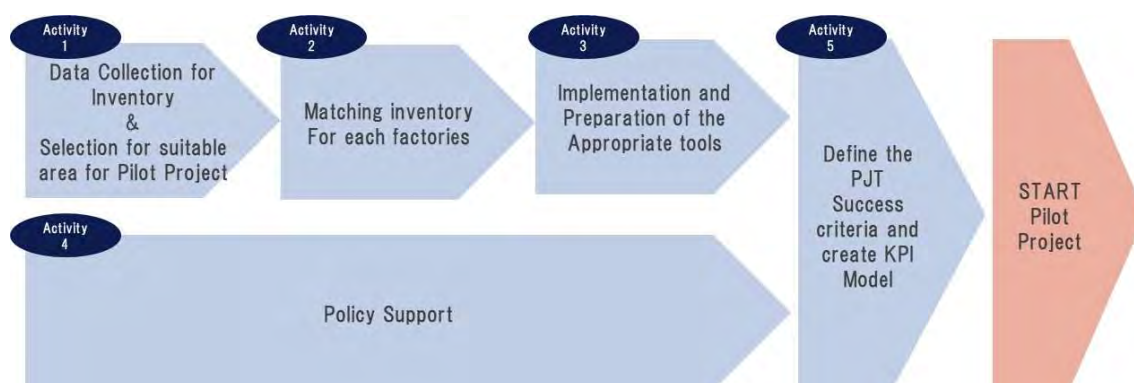 Activity
1
Data Collection for
Inventory
&
Selection for suitable
area for Pilot Project
Activity
2
Matching inventory
For each factories
Activity
3
Implementation and
Preparation of the
Appropriate tools
Activity
4
Policy Support
Activity
5
Define the
PJT
Success
criteria and
create KPI
Model
START
Pilot
Project